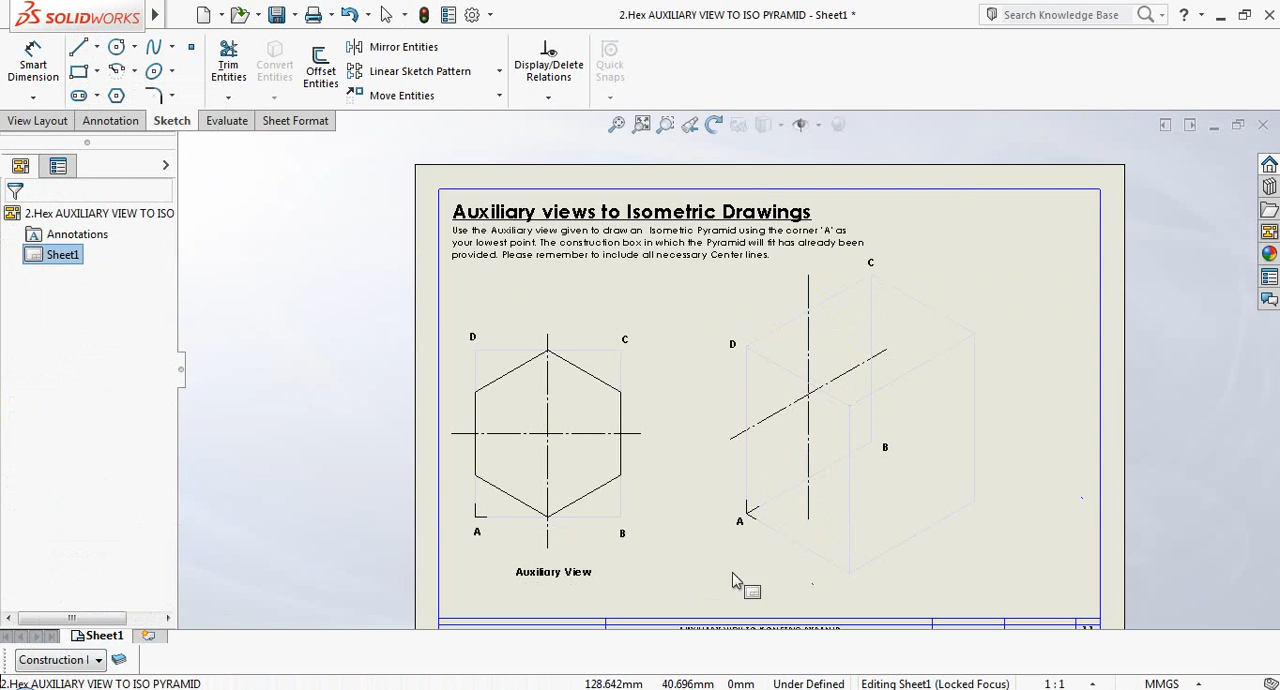 SOLIDWORKS
2.Hex AUXILIARY VIEW TO ISO PYRAMID - Sheet1 *
Search Knowledge Base
?
Smart
Dimension
Trim
Entities
Convert
Entities
Offset
Entities
Mirror Entities
Linear Sketch Pattern
Move Entities
Display/Delete
Relations
Quick
Snaps
View Layout
Annotation
Sketch
Evaluate
Sheet Format
2.Hex AUXILIARY VIEW TO ISO
Annotations
Sheet1
Auxiliary views to Isometric Drawings
Use the Auxiliary view given to draw an Isometric Pyramid using the corner 'A' as
your lowest point. The construction box in which the Pyramid will fit has already been
provided. Please remember to include all necessary Center lines.
C
D
C
D
B
A
A
B
Auxiliary View
Sheet1
Construction
2.Hex AUXILIARY VIEW TO ISO PYRAMID
128.642mm
40.696mm
0mm
Under Defined
Editing Sheet1 (Locked Focus)
1 : 1
MMGS